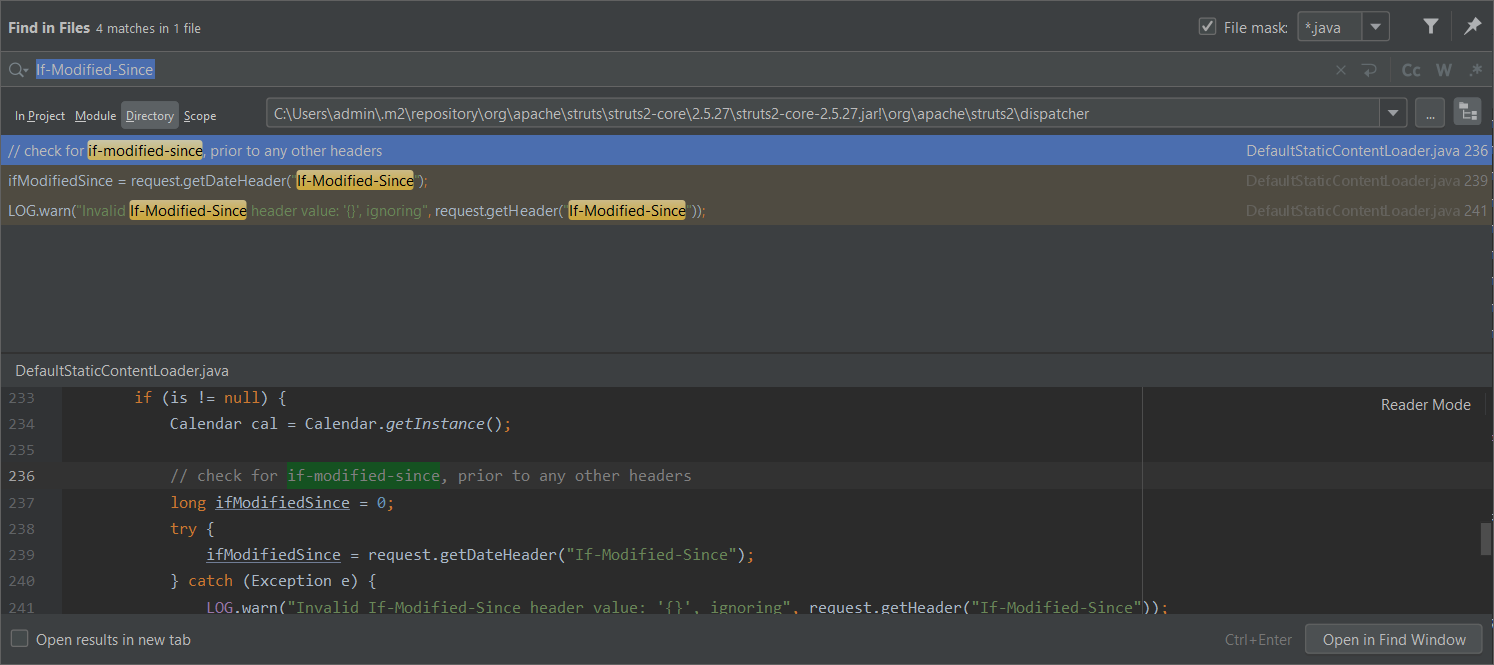 Find in Files 4 matches in 1 file File mask: *.java
If-Modified-Since Cc W .*
In Project Module Directory Scope C:\Users\admin\.m2\repository\org\apache\struts\struts2-core\2.5.27\struts2-core-2.5.27.jar!\org\apache\struts2\dispatcher ...
// check for if-modified-since, prior to any other headers DefaultStaticContentLoader.java 236
ifModifiedSince = request.getDateHeader("If-Modified-Since"); DefaultStaticContentLoader.java 239
LOG.warn("Invalid If-Modified-Since header value: '{}', ignoring", request.getHeader("If-Modified-Since")); DefaultStaticContentLoader.java 241
DefaultStaticContentLoader.java
233 if (is != null) {
Reader Mode
234 Calendar cal = Calendar.getInstance();
235
236 // check for if-modified-since, prior to any other headers
237 long ifModifiedSince = 0;
238 try {
239 ifModifiedSince = request.getDateHeader("If-Modified-Since");
240 } catch (Exception e) {
241 LOG.warn("Invalid If-Modified-Since header value: '{}', ignoring", request.getHeader("If-Modified-Since"));
Open results in new tab Ctrl+Enter Open in Find Window